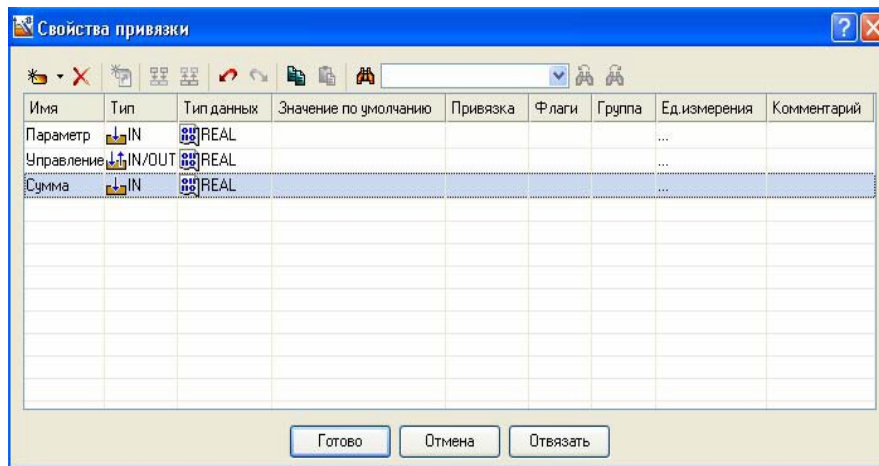 Свойства привязки
Имя Тип Тип данных Значение по умолчанию Привязка Флаги Группа Ед.измерения Комментарий
Параметр IN REAL ...
Управление IN/OUT REAL ...
Сумма IN REAL ...
Готово Отмена Отвязать